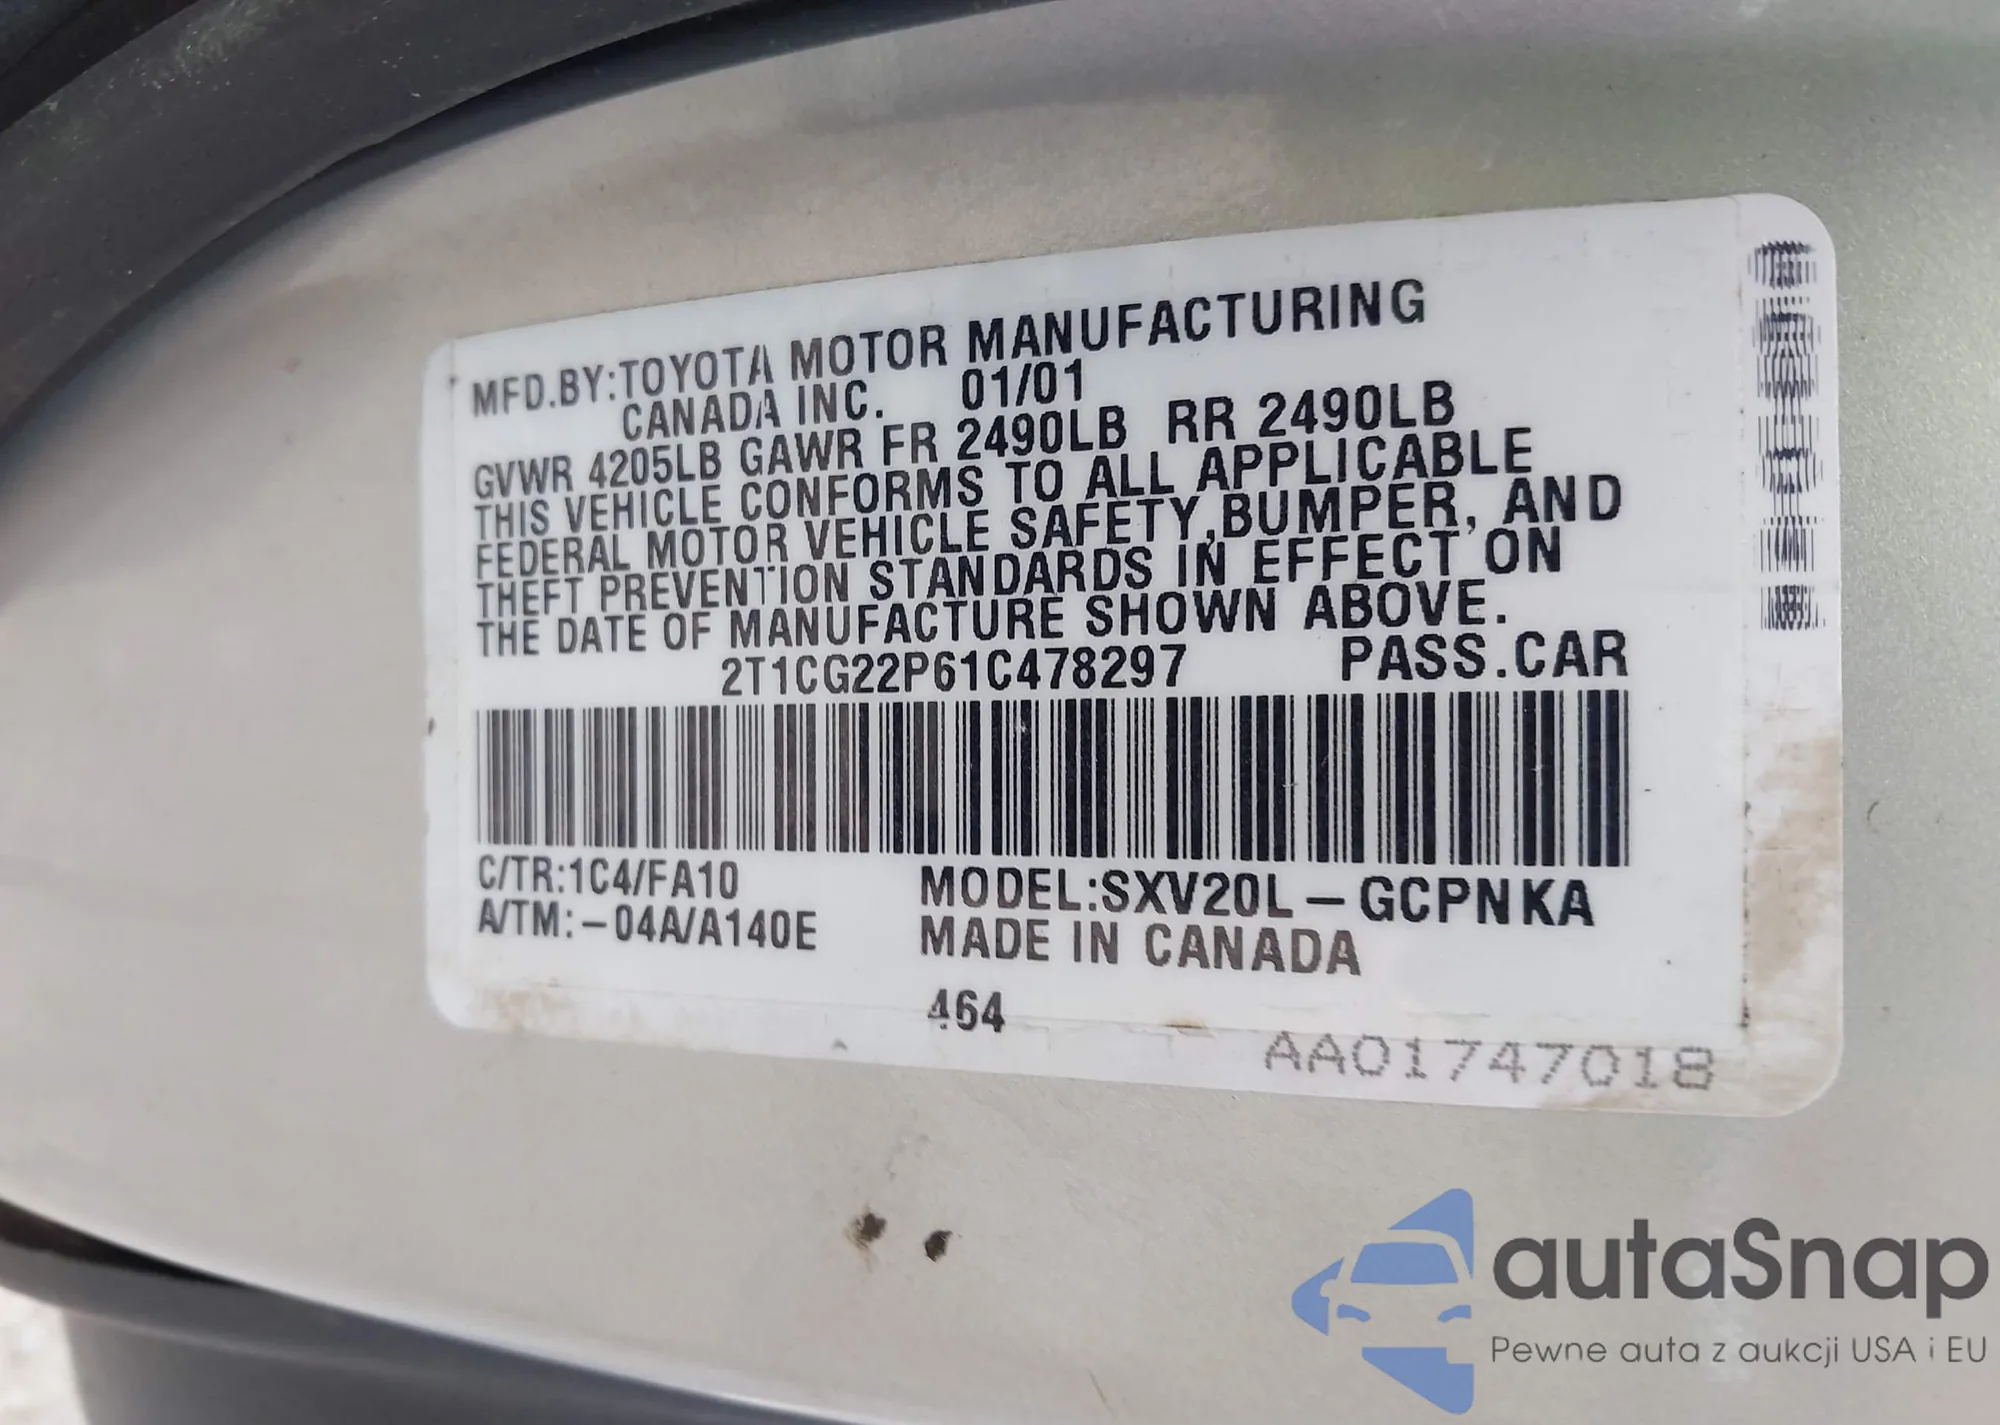 MFD.BY:TOYOTA MOTOR MANUFACTURING
CANADA INC. 01/01
GVWR 4205LB GAWR FR 2490LB RR 2490LB
THIS VEHICLE CONFORMS TO ALL APPLICABLE
FEDERAL MOTOR VEHICLE SAFETY,BUMPER, AND
THEFT PREVENTION STANDARDS IN EFFECT ON
THE DATE OF MANUFACTURE SHOWN ABOVE.
2T1CG22P61C478297 PASS.CAR
C/TR:1C4/FA10
A/TM:-04A/A140E
MODEL:SXV20L-GCPNKA
MADE IN CANADA
464
AA01747018
autaSnap
Pewne auta z aukcji USA i EU